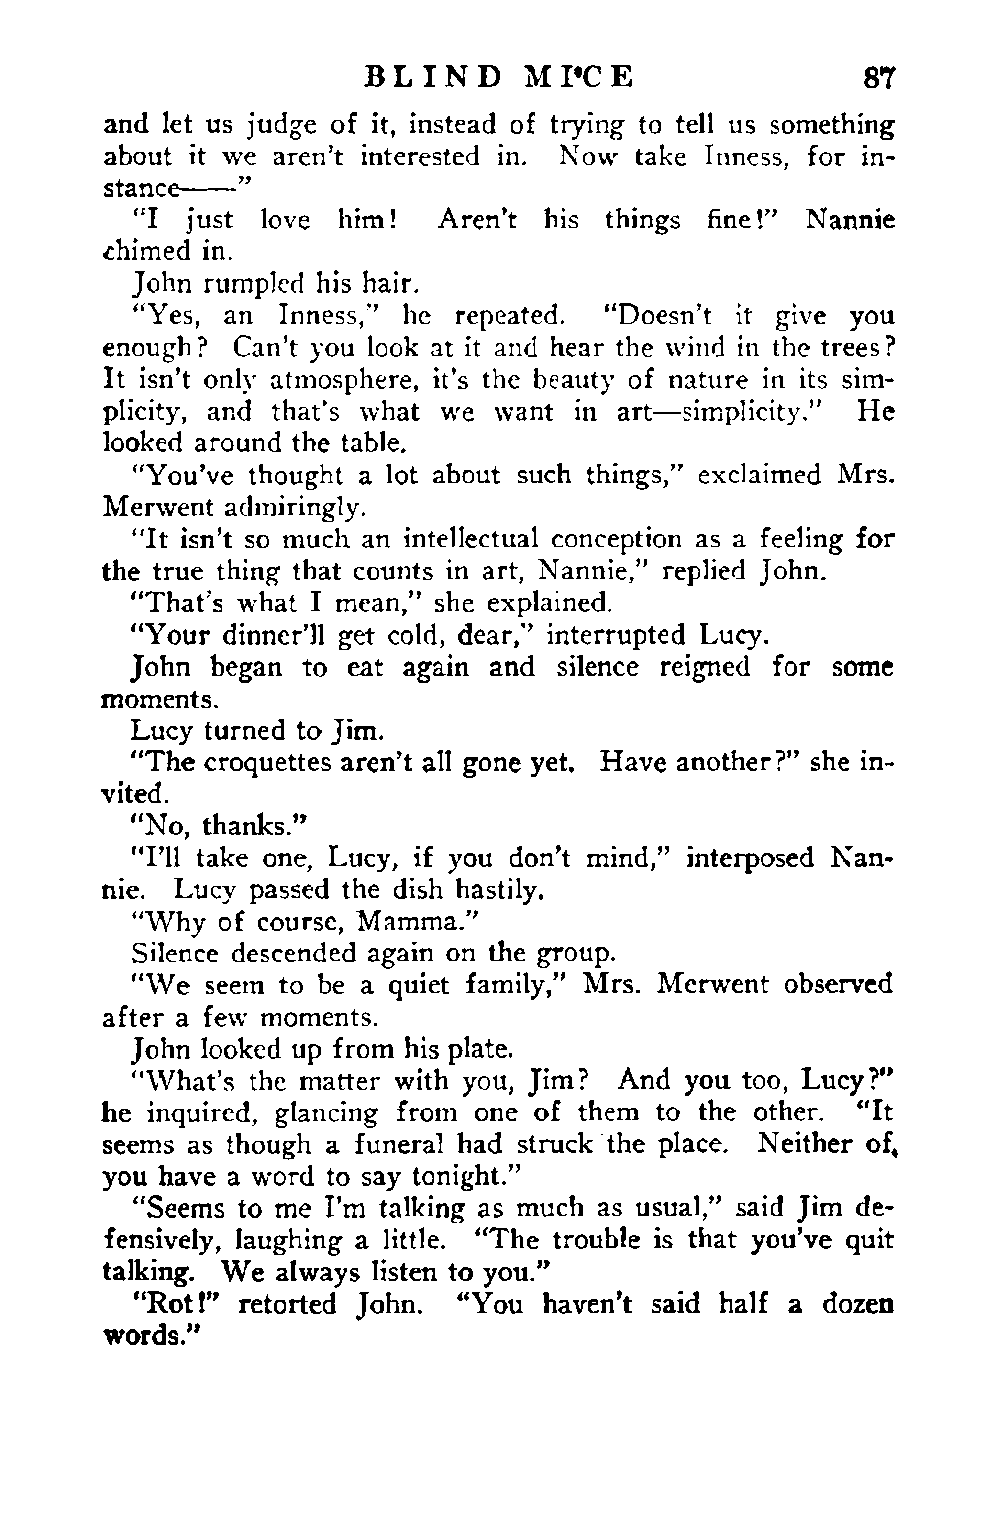 BLIND MICE 87
and let us judge of it, instead of trying to tell us something
about it we aren't interested in. Now take Inness, for in-
stance——"
"I just love him! Aren't his things fine!" Nannie
chimed in.
John rumpled his hair.
"Yes, an Inness," he repeated. "Doesn't it give you
enough? Can't you look at it and hear the wind in the trees?
It isn't only atmosphere, it's the beauty of nature in its sim-
plicity, and that's what we want in art—simplicity." He
looked around the table.
"You've thought a lot about such things," exclaimed Mrs.
Merwent admiringly.
"It isn't so much an intellectual conception as a feeling for
the true thing that counts in art, Nannie," replied John.
"That's what I mean," she explained.
"Your dinner'll get cold, dear," interrupted Lucy.
John began to eat again and silence reigned for some
moments.
Lucy turned to Jim.
"The croquettes aren't all gone yet. Have another?" she in-
vited.
"No, thanks."
"I'll take one, Lucy, if you don't mind," interposed Nan-
nie. Lucy passed the dish hastily.
"Why of course, Mamma."
Silence descended again on the group.
"We seem to be a quiet family," Mrs. Merwent observed
after a few moments.
John looked up from his plate.
"What's the matter with you, Jim? And you too, Lucy?"
he inquired, glancing from one of them to the other. "It
seems as though a funeral had struck the place. Neither of
you have a word to say tonight."
"Seems to me I'm talking as much as usual," said Jim de-
fensively, laughing a little. "The trouble is that you've quit
talking. We always listen to you."
"Rot!" retorted John. "You haven't said half a dozen
words."